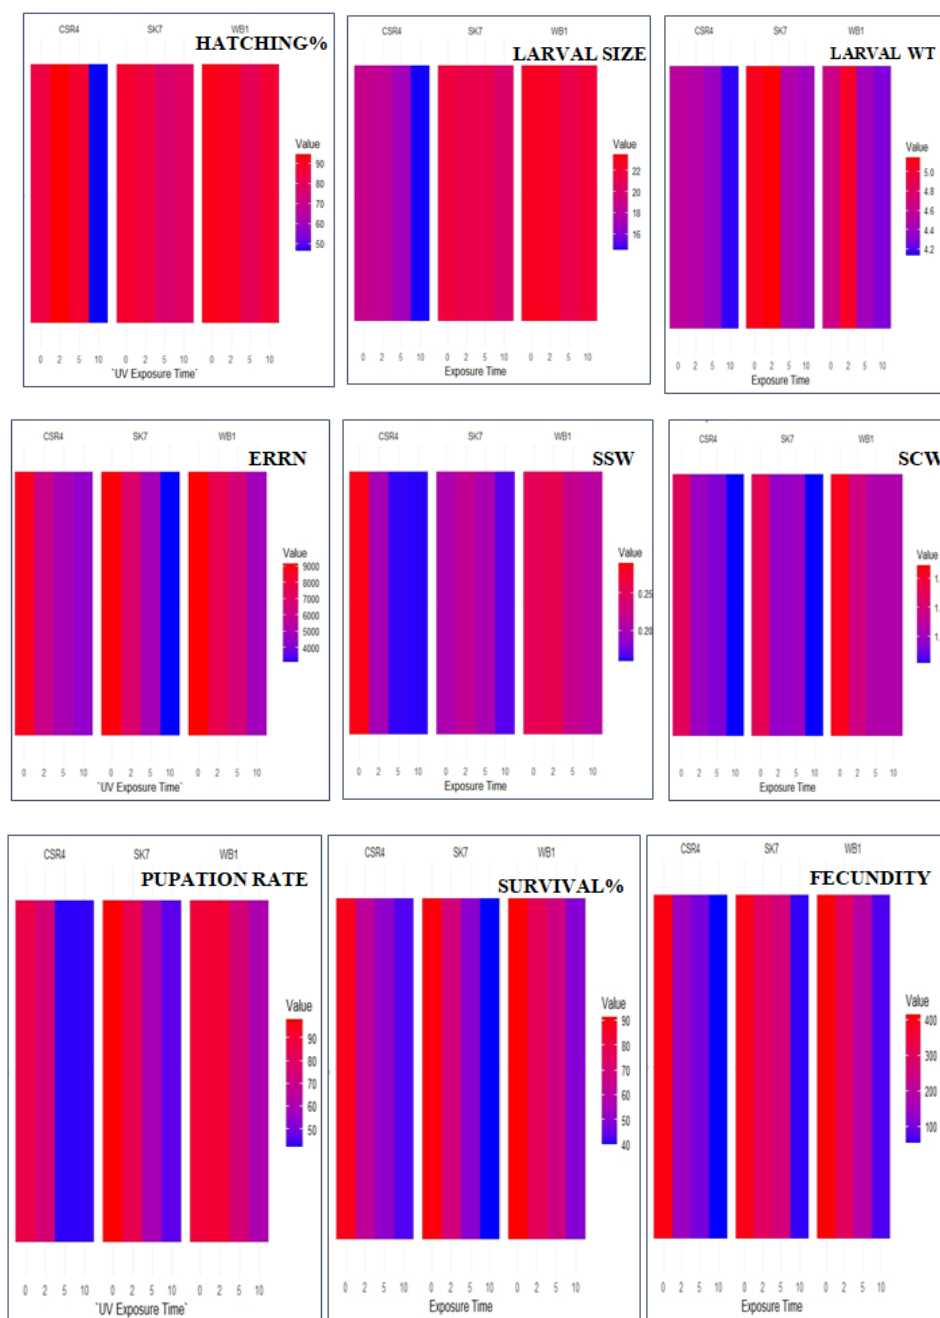 CSR4 SK7 WB1
HATCHING%
Value
90
80
70
60
50
0 2 5 10 0 2 5 10 0 2 5 10
`UV Exposure Time`
CSR4 SK7 WB1
LARVAL SIZE
Value
22
20
18
16
0 2 5 10 0 2 5 10 0 2 5 10
Exposure Time
CSR4 SK7 WB1
LARVAL WT
Value
5.0
4.8
4.6
4.4
4.2
0 2 5 10 0 2 5 10 0 2 5 10
Exposure Time
CSR4 SK7 WB1
ERRN
Value
9000
8000
7000
6000
5000
4000
0 2 5 10 0 2 5 10 0 2 5 10
`UV Exposure Time`
CSR4 SK7 WB1
SSW
Value
0.25
0.20
0 2 5 10 0 2 5 10 0 2 5 10
Exposure Time
CSR4 SK7 WB1
SCW
Value
1.
1.
0 2 5 10 0 2 5 10 0 2 5 10
Exposure Time
CSR4 SK7 WB1
PUPATION RATE
Value
90
80
70
60
50
0 2 5 10 0 2 5 10 0 2 5 10
`UV Exposure Time`
CSR4 SK7 WB1
SURVIVAL%
Value
90
80
70
60
50
40
0 2 5 10 0 2 5 10 0 2 5 10
Exposure Time
CSR4 SK7 WB1
FECUNDITY
Value
400
300
200
100
0 2 5 10 0 2 5 10 0 2 5 10
Exposure Time